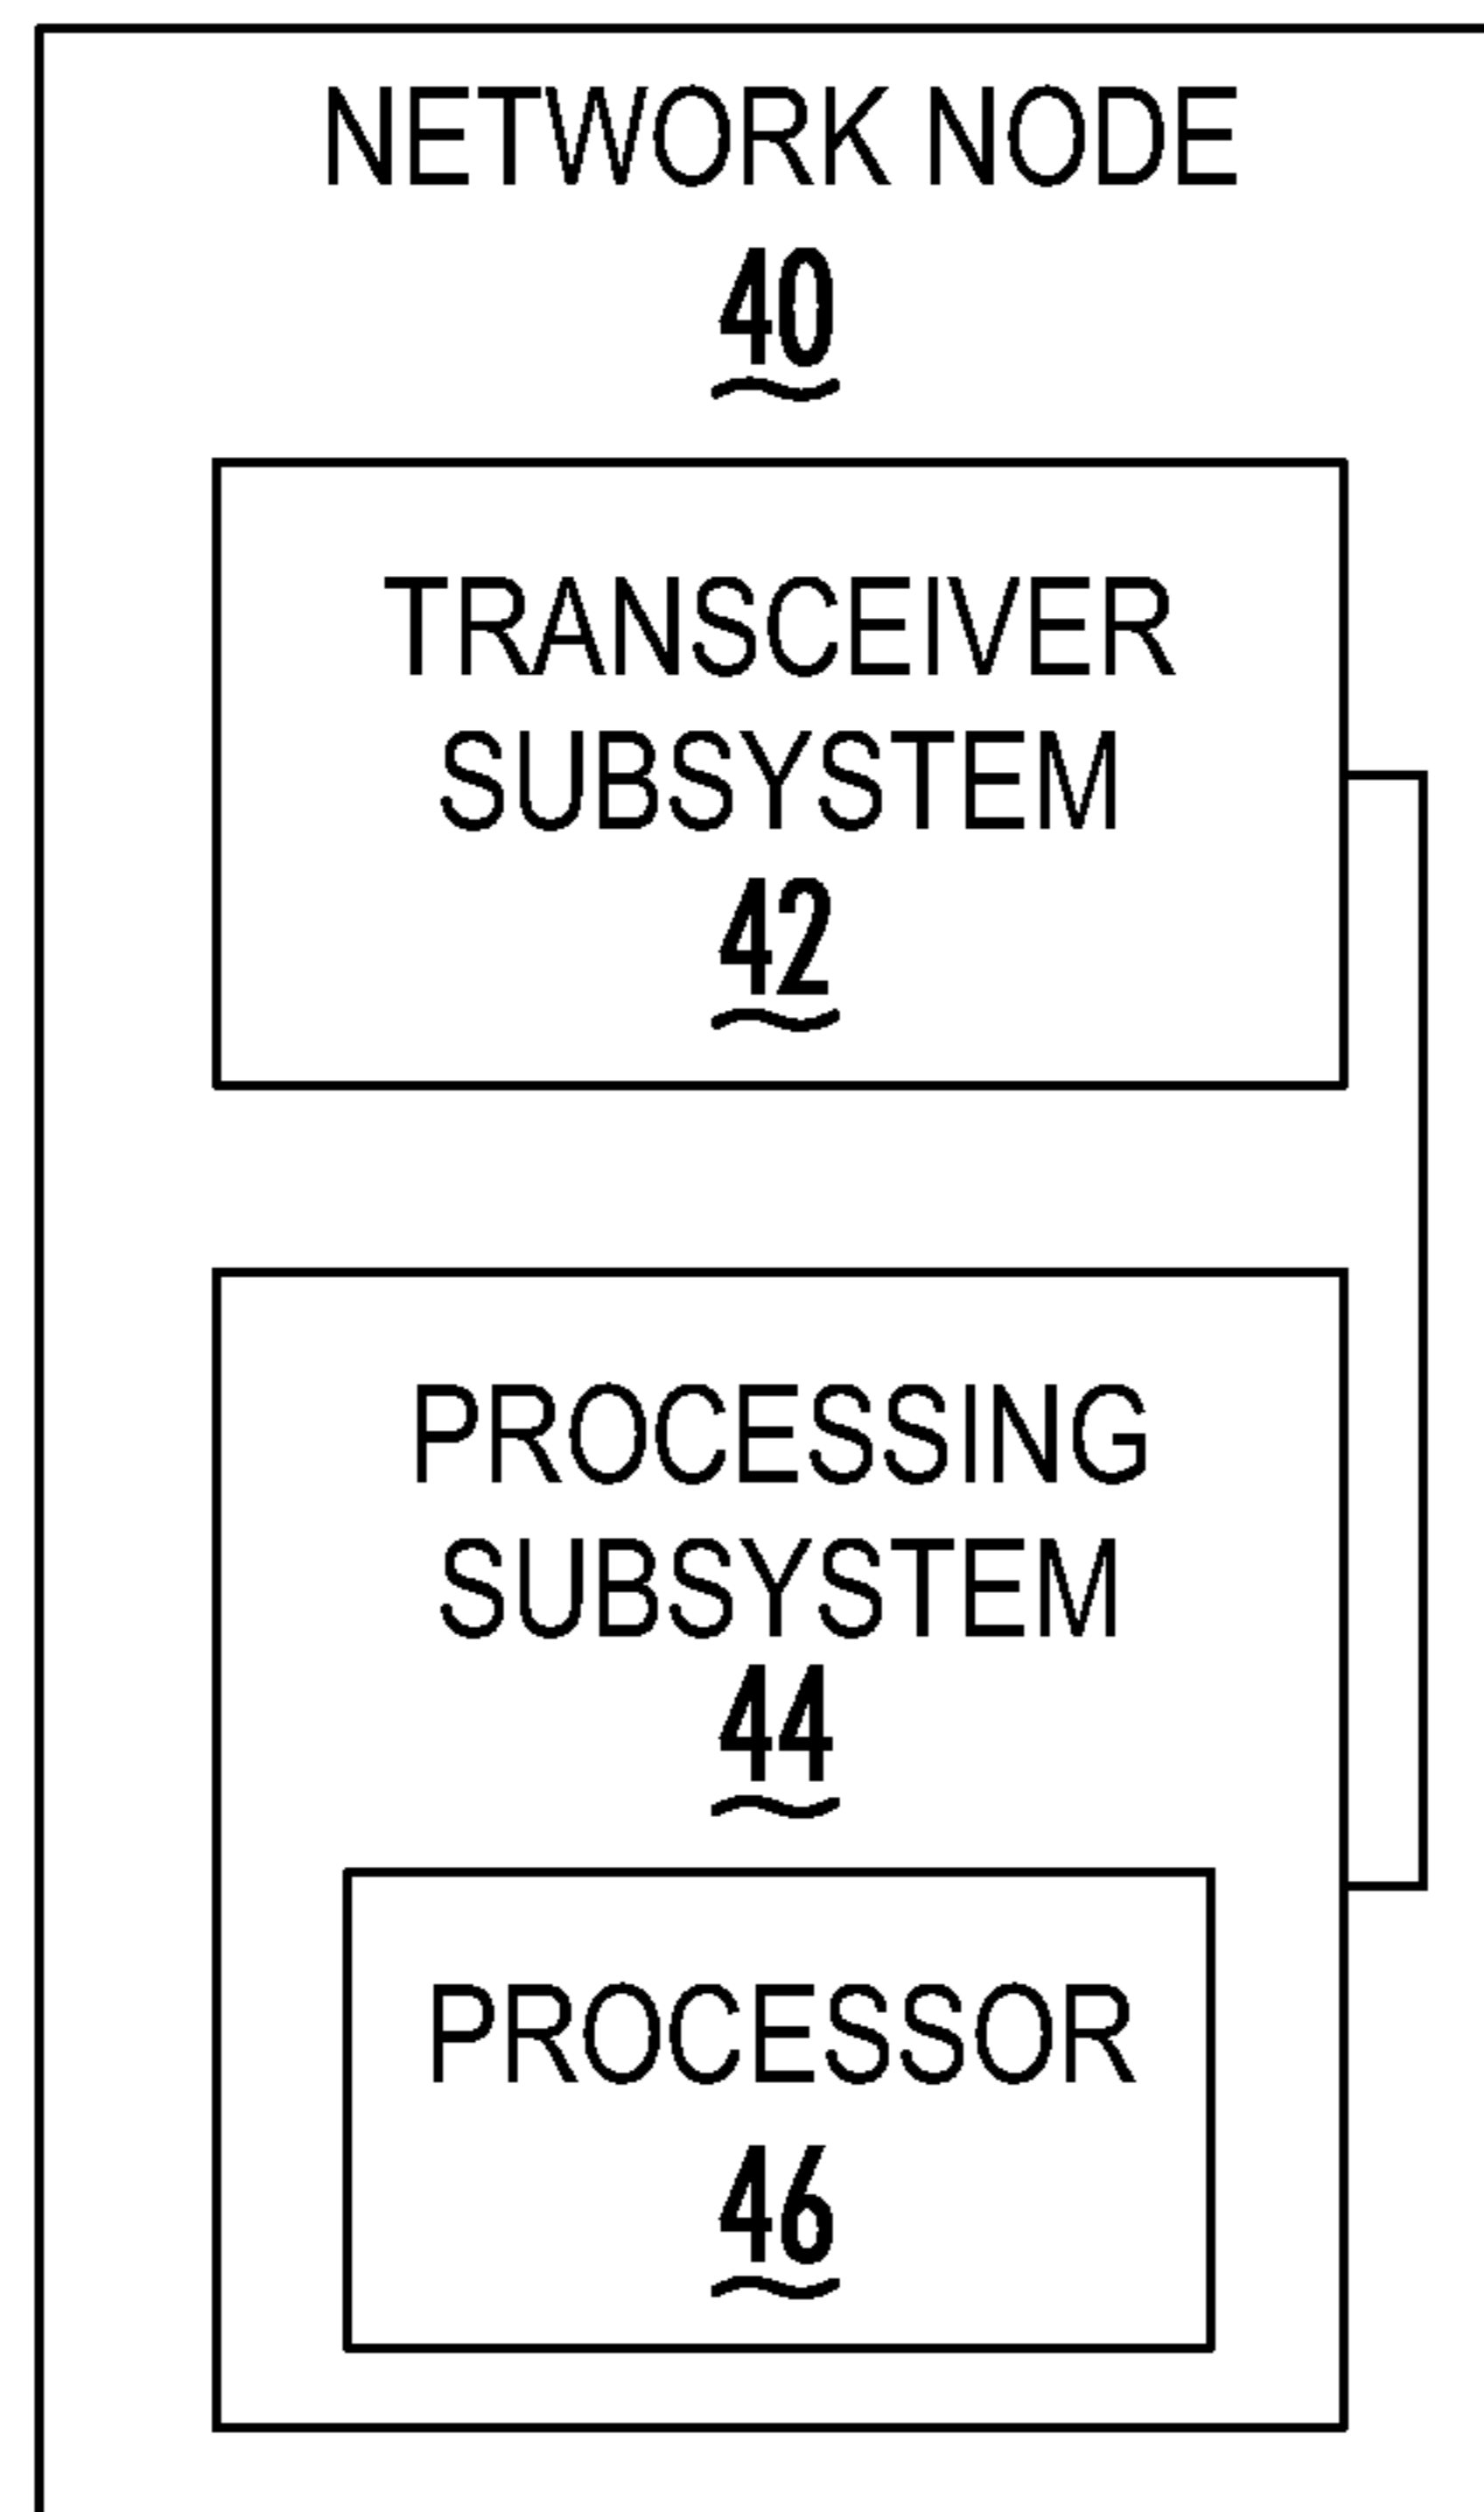 NETWORK NODE
40
TRANSCEIVER
SUBSYSTEM
42
PROCESSING
SUBSYSTEM
44
PROCESSOR
46